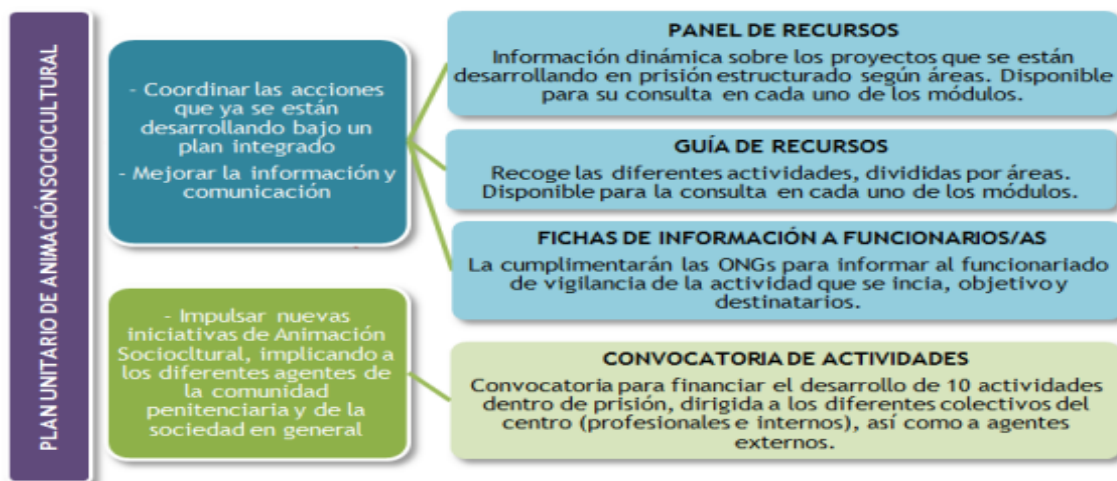 PLAN UNITARIO DE ANIMACIÓN SOCIOCULTURAL
- Coordinar las acciones
que ya se están
desarrollando bajo un
plan integrado
- Mejorar la información y
comunicación
PANEL DE RECURSOS
Información dinámica sobre los proyectos que se están
desarrollando en prisión estructurado según áreas. Disponible
para su consulta en cada uno de los módulos.
GUÍA DE RECURSOS
Recoge las diferentes actividades, divididas por áreas.
Disponible para la consulta en cada uno de los módulos.
FICHAS DE INFORMACIÓN A FUNCIONARIOS/AS
La cumplimentarán las ONGs para informar al funcionariado
de vigilancia de la actividad que se incia, objetivo y
destinatarios.
- Impulsar nuevas
iniciativas de Animación
Sociocltural, implicando a
los diferentes agentes de
la comunidad
penitenciaria y de la
sociedad en general
CONVOCATORIA DE ACTIVIDADES
Convocatoria para financiar el desarrollo de 10 actividades
dentro de prisión, dirigida a los diferentes colectivos del
centro (profesionales e internos), así como a agentes
externos.